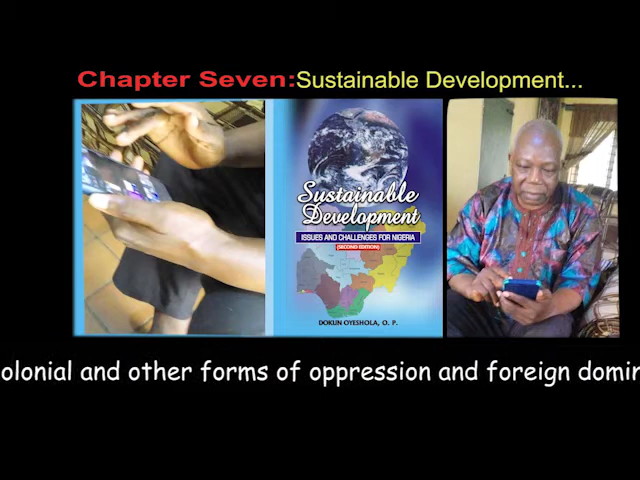 Chapter Seven:Sustainable Development...
Sustainable
Development
ISSUES AND CHALLENGES FOR NIGERIA
(SECOND EDITION)
DOKUN OYESHOLA, O. P.
olonial and other forms of oppression and foreign domin